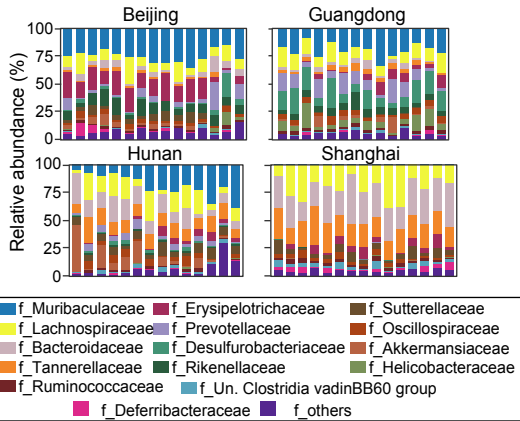 Beijing Guangdong
100
75
50
25
0
Hunan Shanghai
100
75
50
25
0
Relative abundance (%)
f_Muribaculaceae f_Erysipelotrichaceae f_Sutterellaceae
f_Lachnospiraceae f_Prevotellaceae f_Oscillospiraceae
f_Bacteroidaceae f_Desulfurobacteriaceae f_Akkermansiaceae
f_Tannerellaceae f_Rikenellaceae f_Helicobacteraceae
f_Ruminococcaceae f_Un. Clostridia vadinBB60 group
f_Deferribacteraceae f_others